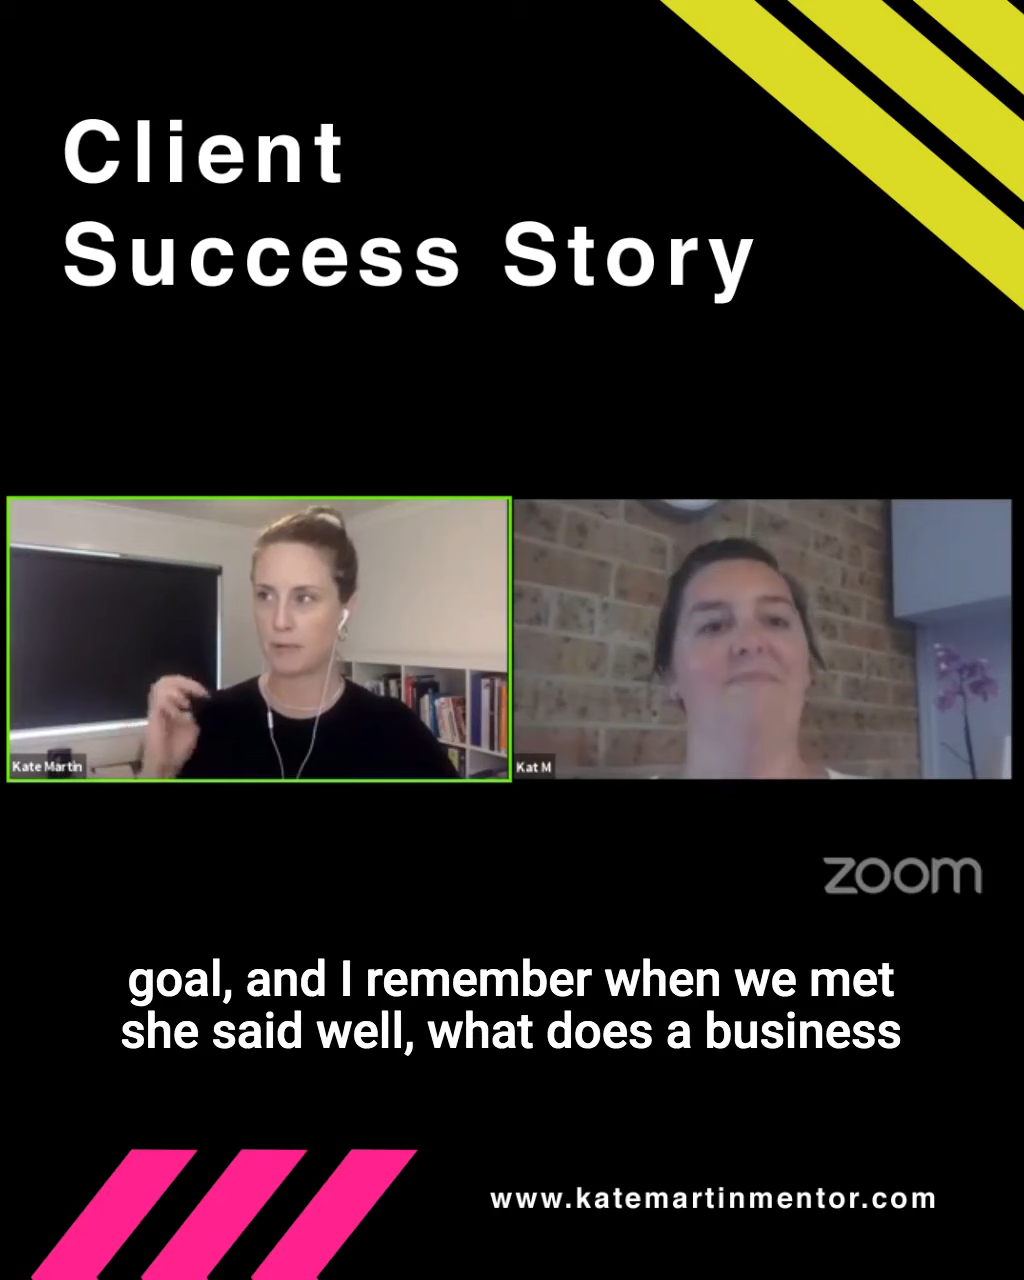 Client
Success Story
Kate Martin
Kat M
zoom
goal, and I remember when we met
she said well, what does a business
www.katemartinmentor.com